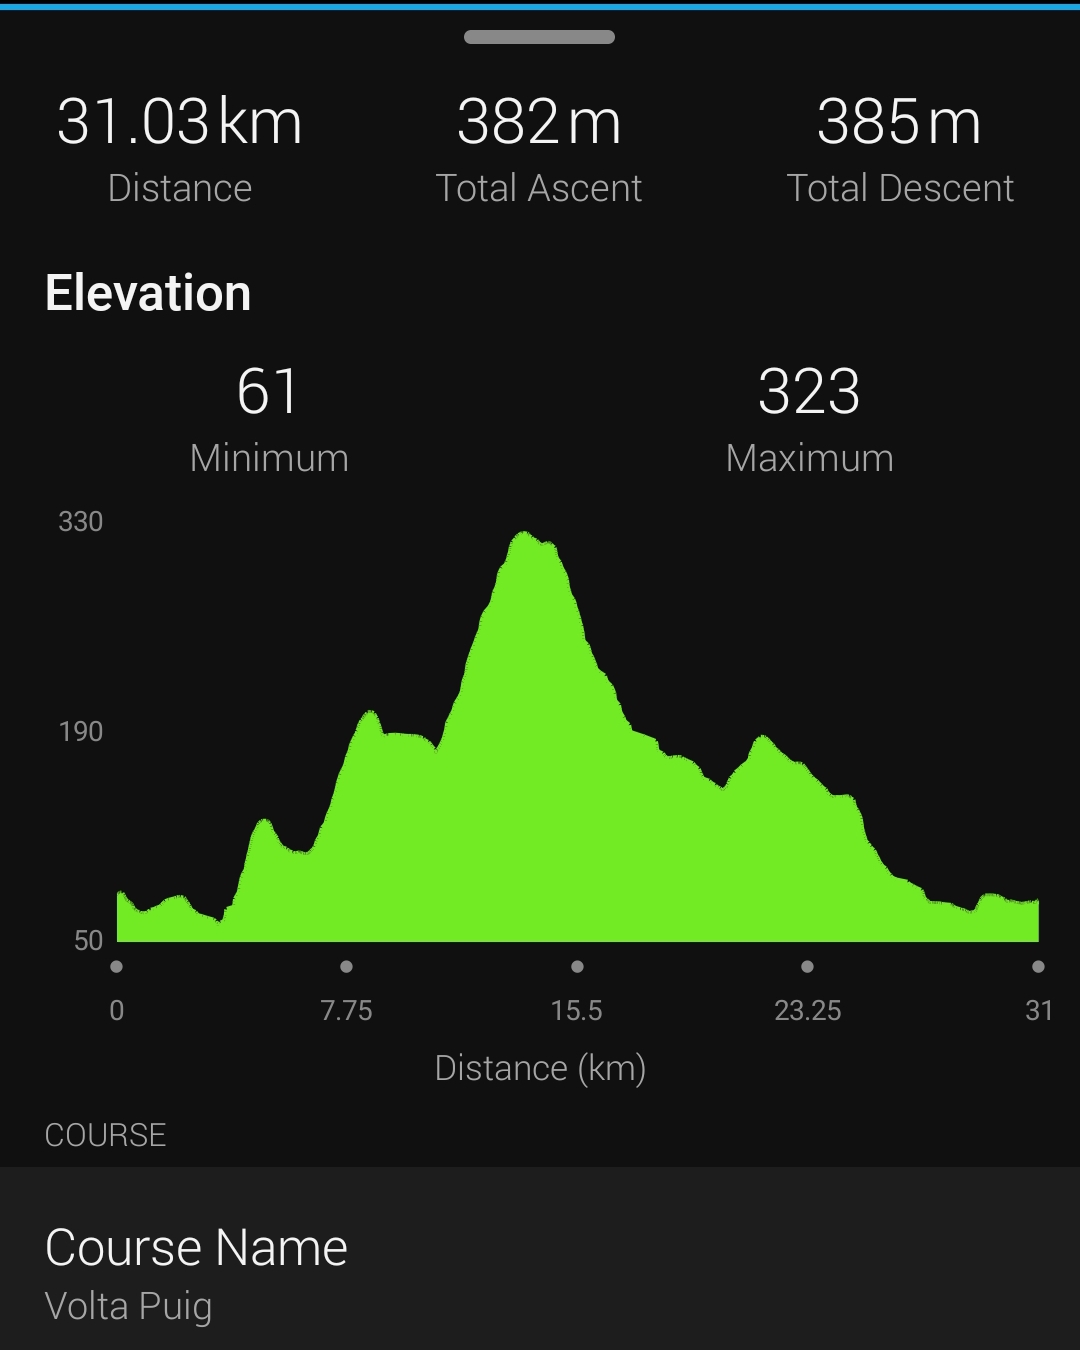 31.03 km 382 m 385 m
Distance Total Ascent Total Descent
Elevation
61 323
Minimum Maximum
330
190
50
0 7.75 15.5 23.25 31
Distance (km)
COURSE
Course Name
Volta Puig